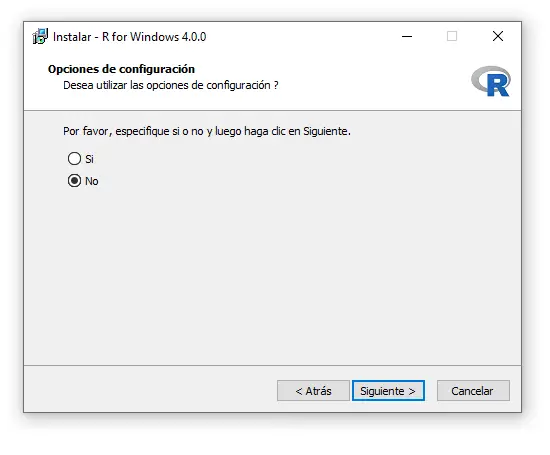 Instalar - R for Windows 4.0.0
Opciones de configuración
Desea utilizar las opciones de configuración ?
R
Por favor, especifique si o no y luego haga clic en Siguiente.
Si
No
< Atrás
Siguiente >
Cancelar